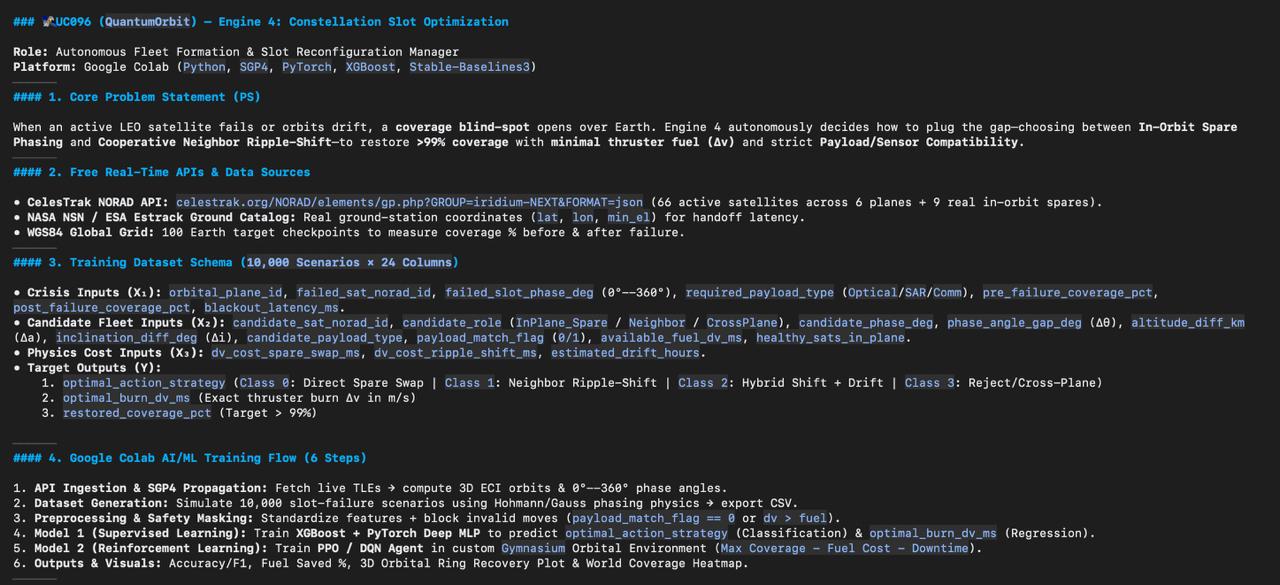 ### 🛰️UC096 (QuantumOrbit) — Engine 4: Constellation Slot Optimization
Role: Autonomous Fleet Formation & Slot Reconfiguration Manager
Platform: Google Colab (Python, SGP4, PyTorch, XGBoost, Stable-Baselines3)
#### 1. Core Problem Statement (PS)
When an active LEO satellite fails or orbits drift, a coverage blind-spot opens over Earth. Engine 4 autonomously decides how to plug the gap—choosing between In-Orbit Spare
Phasing and Cooperative Neighbor Ripple-Shift—to restore >99% coverage with minimal thruster fuel (Δv) and strict Payload/Sensor Compatibility.
#### 2. Free Real-Time APIs & Data Sources
• CelesTrak NORAD API: celestrak.org/NORAD/elements/gp.php?GROUP=iridium-NEXT&FORMAT=json (66 active satellites across 6 planes + 9 real in-orbit spares).
• NASA NSN / ESA Estrack Ground Catalog: Real ground-station coordinates (lat, lon, min_el) for handoff latency.
• WGS84 Global Grid: 100 Earth target checkpoints to measure coverage % before & after failure.
#### 3. Training Dataset Schema (10,000 Scenarios × 24 Columns)
• Crisis Inputs (X₁): orbital_plane_id, failed_sat_norad_id, failed_slot_phase_deg (0°--360°), required_payload_type (Optical/SAR/Comm), pre_failure_coverage_pct,
post_failure_coverage_pct, blackout_latency_ms.
• Candidate Fleet Inputs (X₂): candidate_sat_norad_id, candidate_role (InPlane_Spare / Neighbor / CrossPlane), candidate_phase_deg, phase_angle_gap_deg (Δθ), altitude_diff_km
(Δa), inclination_diff_deg (Δi), candidate_payload_type, payload_match_flag (0/1), available_fuel_dv_ms, healthy_sats_in_plane.
• Physics Cost Inputs (X₃): dv_cost_spare_swap_ms, dv_cost_ripple_shift_ms, estimated_drift_hours.
• Target Outputs (Y):
1. optimal_action_strategy (Class 0: Direct Spare Swap | Class 1: Neighbor Ripple-Shift | Class 2: Hybrid Shift + Drift | Class 3: Reject/Cross-Plane)
2. optimal_burn_dv_ms (Exact thruster burn Δv in m/s)
3. restored_coverage_pct (Target > 99%)
#### 4. Google Colab AI/ML Training Flow (6 Steps)
1. API Ingestion & SGP4 Propagation: Fetch live TLEs → compute 3D ECI orbits & 0°--360° phase angles.
2. Dataset Generation: Simulate 10,000 slot-failure scenarios using Hohmann/Gauss phasing physics → export CSV.
3. Preprocessing & Safety Masking: Standardize features + block invalid moves (payload_match_flag == 0 or dv > fuel).
4. Model 1 (Supervised Learning): Train XGBoost + PyTorch Deep MLP to predict optimal_action_strategy (Classification) & optimal_burn_dv_ms (Regression).
5. Model 2 (Reinforcement Learning): Train PPO / DQN Agent in custom Gymnasium Orbital Environment (Max Coverage − Fuel Cost − Downtime).
6. Outputs & Visuals: Accuracy/F1, Fuel Saved %, 3D Orbital Ring Recovery Plot & World Coverage Heatmap.